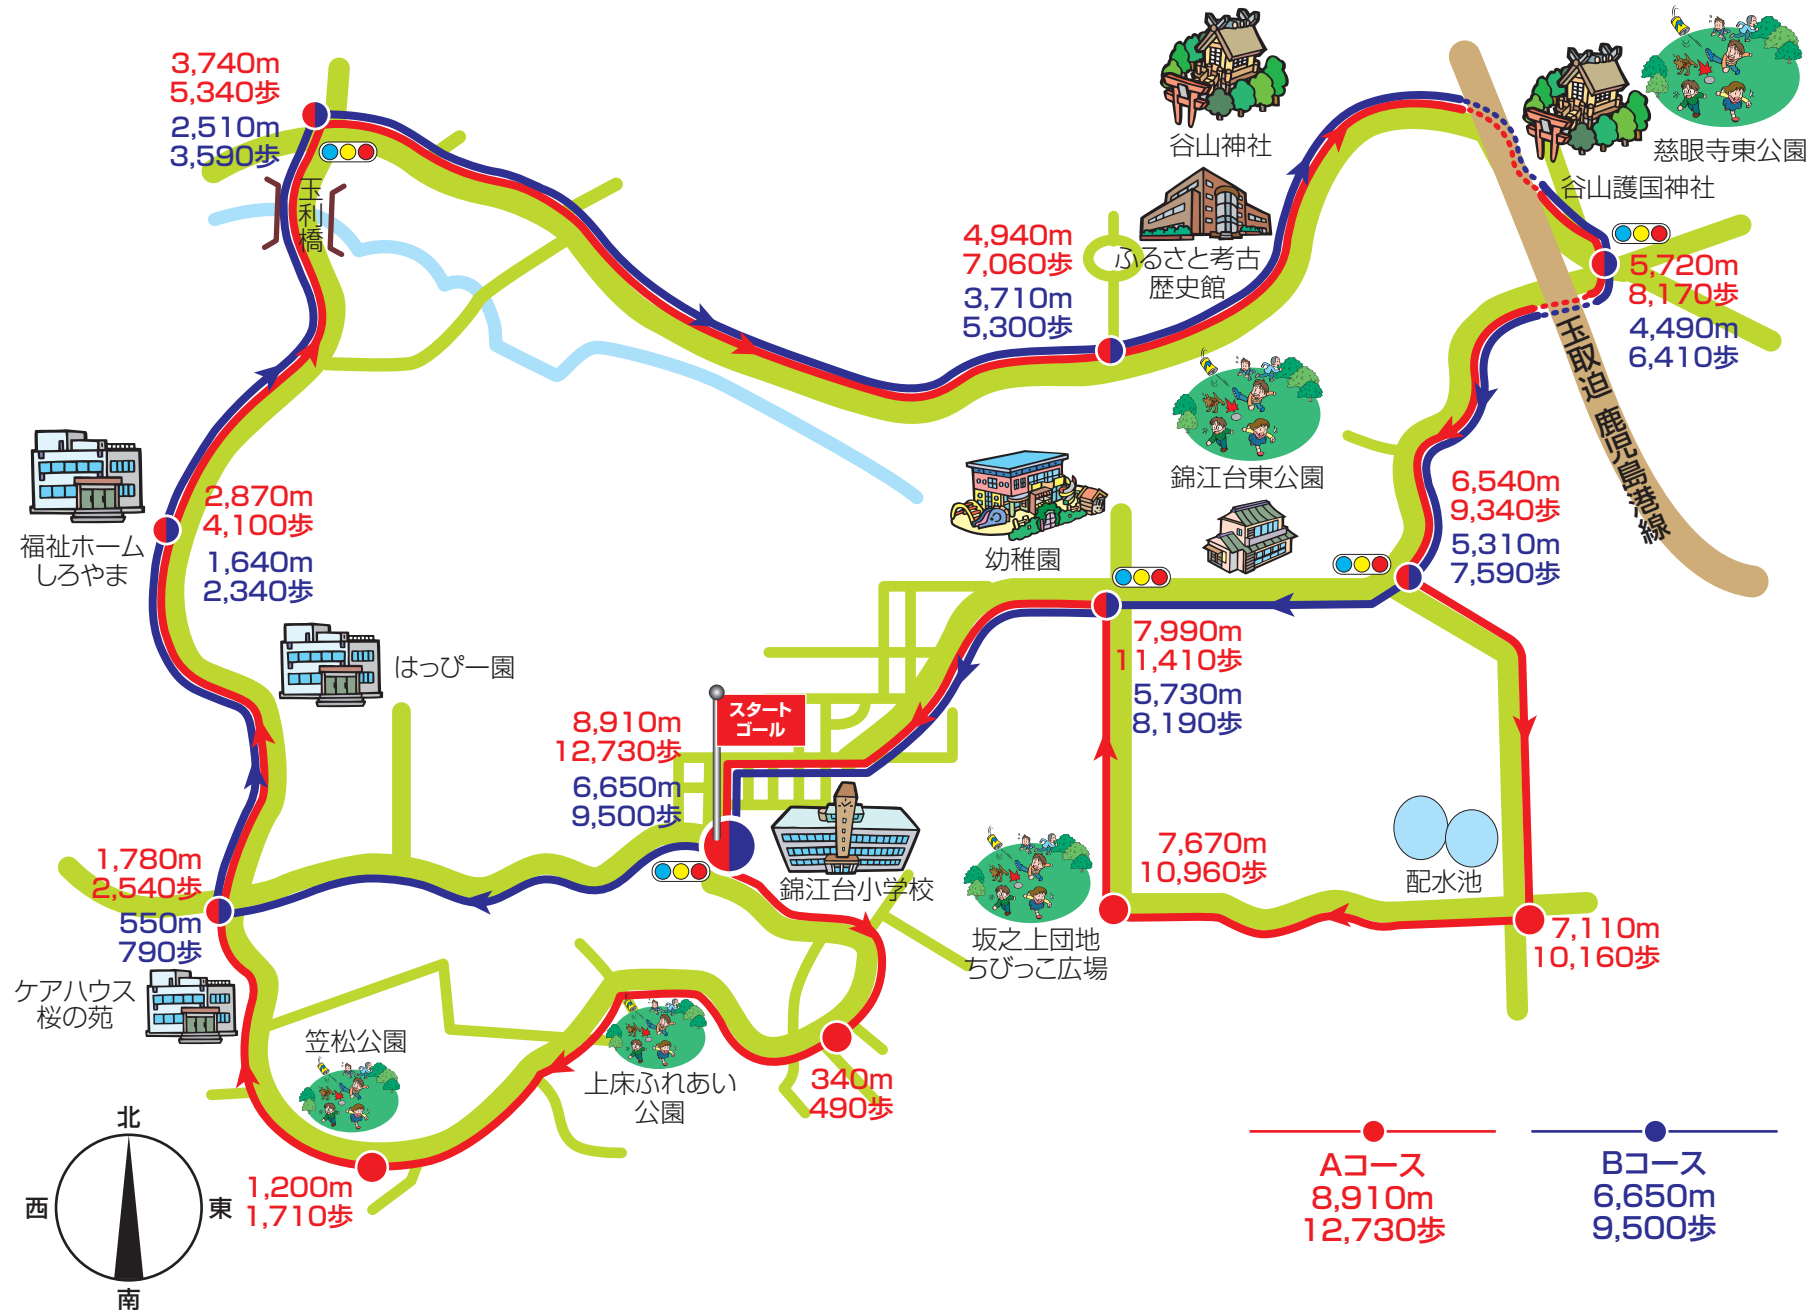 3,740m
5,340歩
2,510m
3,590歩
玉利橋
谷山神社
慈眼寺東公園
谷山護国神社
4,940m
7,060歩
3,710m
5,300歩
ふるさと考古
歴史館
5,720m
8,170歩
4,490m
6,410歩
玉取迫 鹿児島港線
錦江台東公園
福祉ホーム
しろやま
2,870m
4,100歩
1,640m
2,340歩
幼稚園
6,540m
9,340歩
5,310m
7,590歩
はっぴー園
7,990m
11,410歩
5,730m
8,190歩
スタート
ゴール
8,910m
12,730歩
6,650m
9,500歩
錦江台小学校
1,780m
2,540歩
550m
790歩
7,670m
10,960歩
配水池
坂之上団地
ちびっこ広場
7,110m
10,160歩
ケアハウス
桜の苑
笠松公園
上床ふれあい
公園
340m
490歩
1,200m
1,710歩
北
西
東
南
Aコース
8,910m
12,730歩
Bコース
6,650m
9,500歩